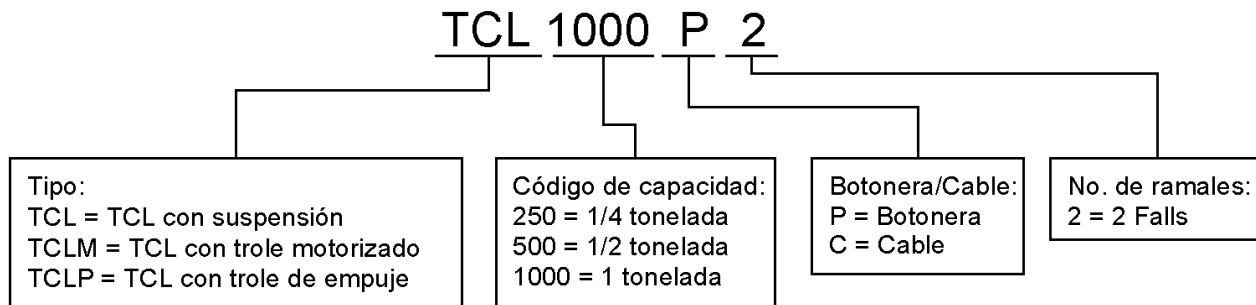 TCL 1000 P 2
Tipo:
TCL = TCL con suspensión
TCLM = TCL con trole motorizado
TCLP = TCL con trole de empuje
Código de capacidad:
250 = 1/4 tonelada
500 = 1/2 tonelada
1000 = 1 tonelada
Botonera/Cable:
P = Botonera
C = Cable
No. de ramales:
2 = 2 Falls